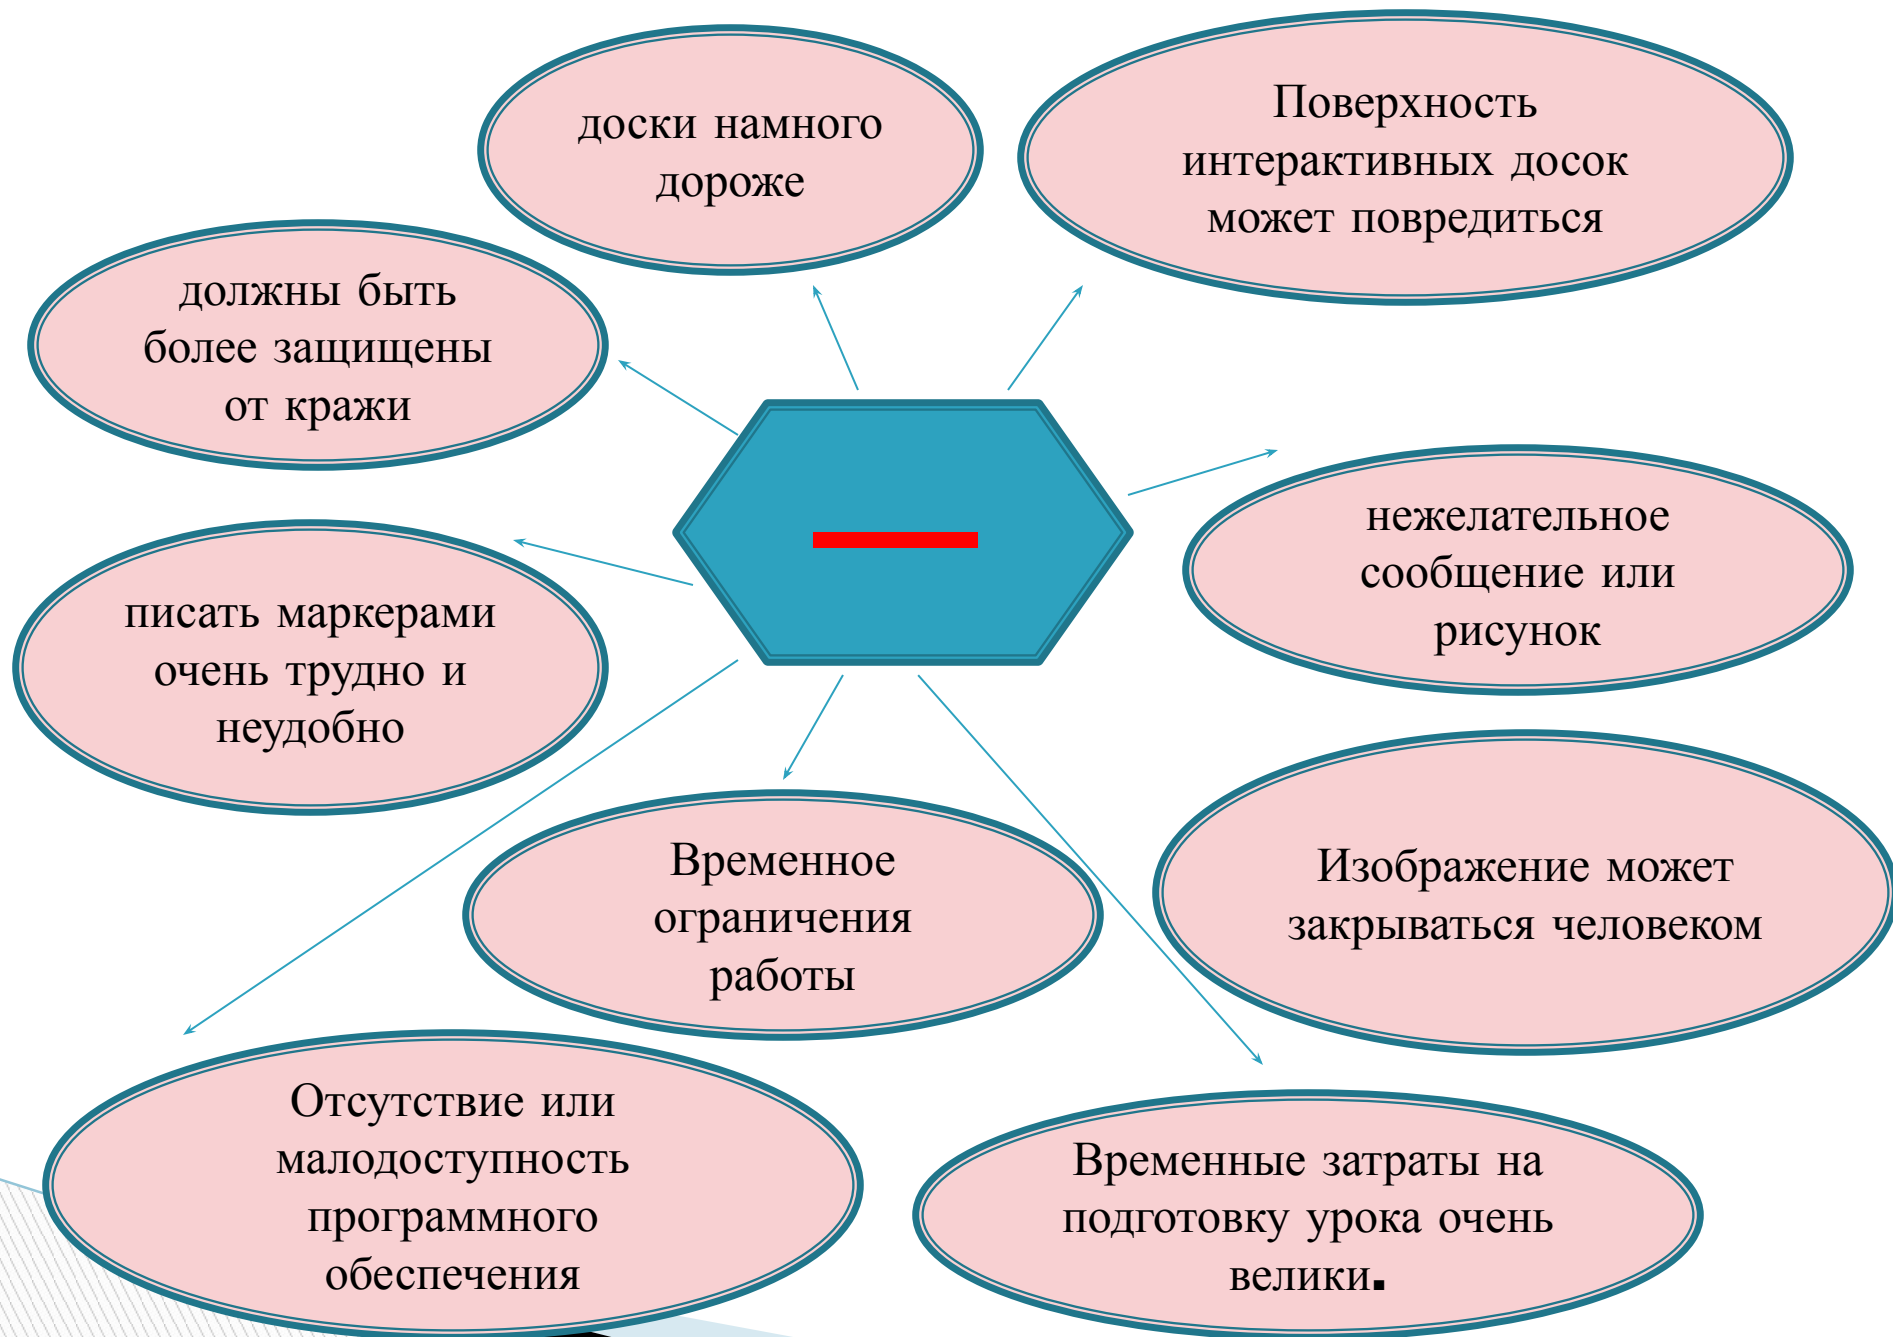 доски намного
дороже
Поверхность
интерактивных досок
может повредиться
должны быть
более защищены
от кражи
нежелательное
сообщение или
рисунок
писать маркерами
очень трудно и
неудобно
Временное
ограничения
работы
Изображение может
закрываться человеком
Отсутствие или
малодоступность
программного
обеспечения
Временные затраты на
подготовку урока очень
велики.